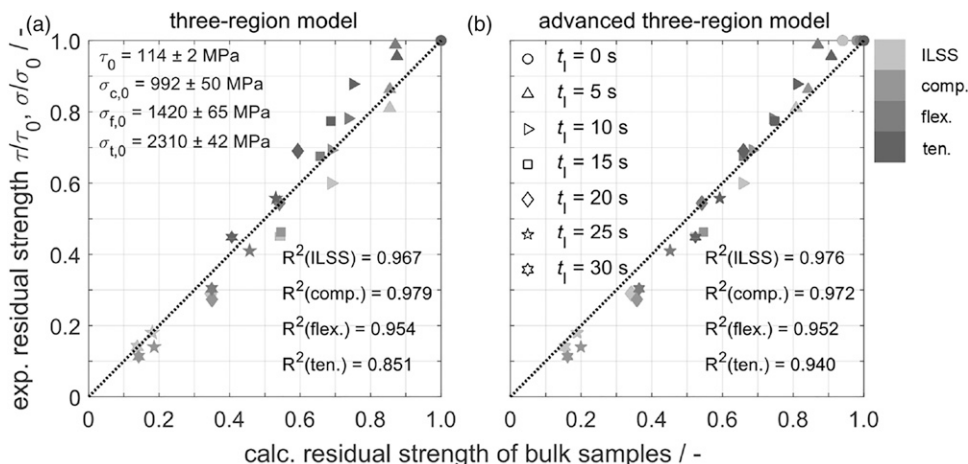 (a) three-region model
(b) advanced three-region model
exp. residual strength τ/τ0, σ/σ0 / -
1.0
0.8
0.6
0.4
0.2
0
τ0 = 114 ± 2 MPa
σc,0 = 992 ± 50 MPa
σf,0 = 1420 ± 65 MPa
σt,0 = 2310 ± 42 MPa
R²(ILSS) = 0.967
R²(comp.) = 0.979
R²(flex.) = 0.954
R²(ten.) = 0.851
0 0.2 0.4 0.6 0.8 1.0
tI = 0 s
tI = 5 s
tI = 10 s
tI = 15 s
tI = 20 s
tI = 25 s
tI = 30 s
R²(ILSS) = 0.976
R²(comp.) = 0.972
R²(flex.) = 0.952
R²(ten.) = 0.940
0 0.2 0.4 0.6 0.8 1.0
ILSS
comp.
flex.
ten.
calc. residual strength of bulk samples / -